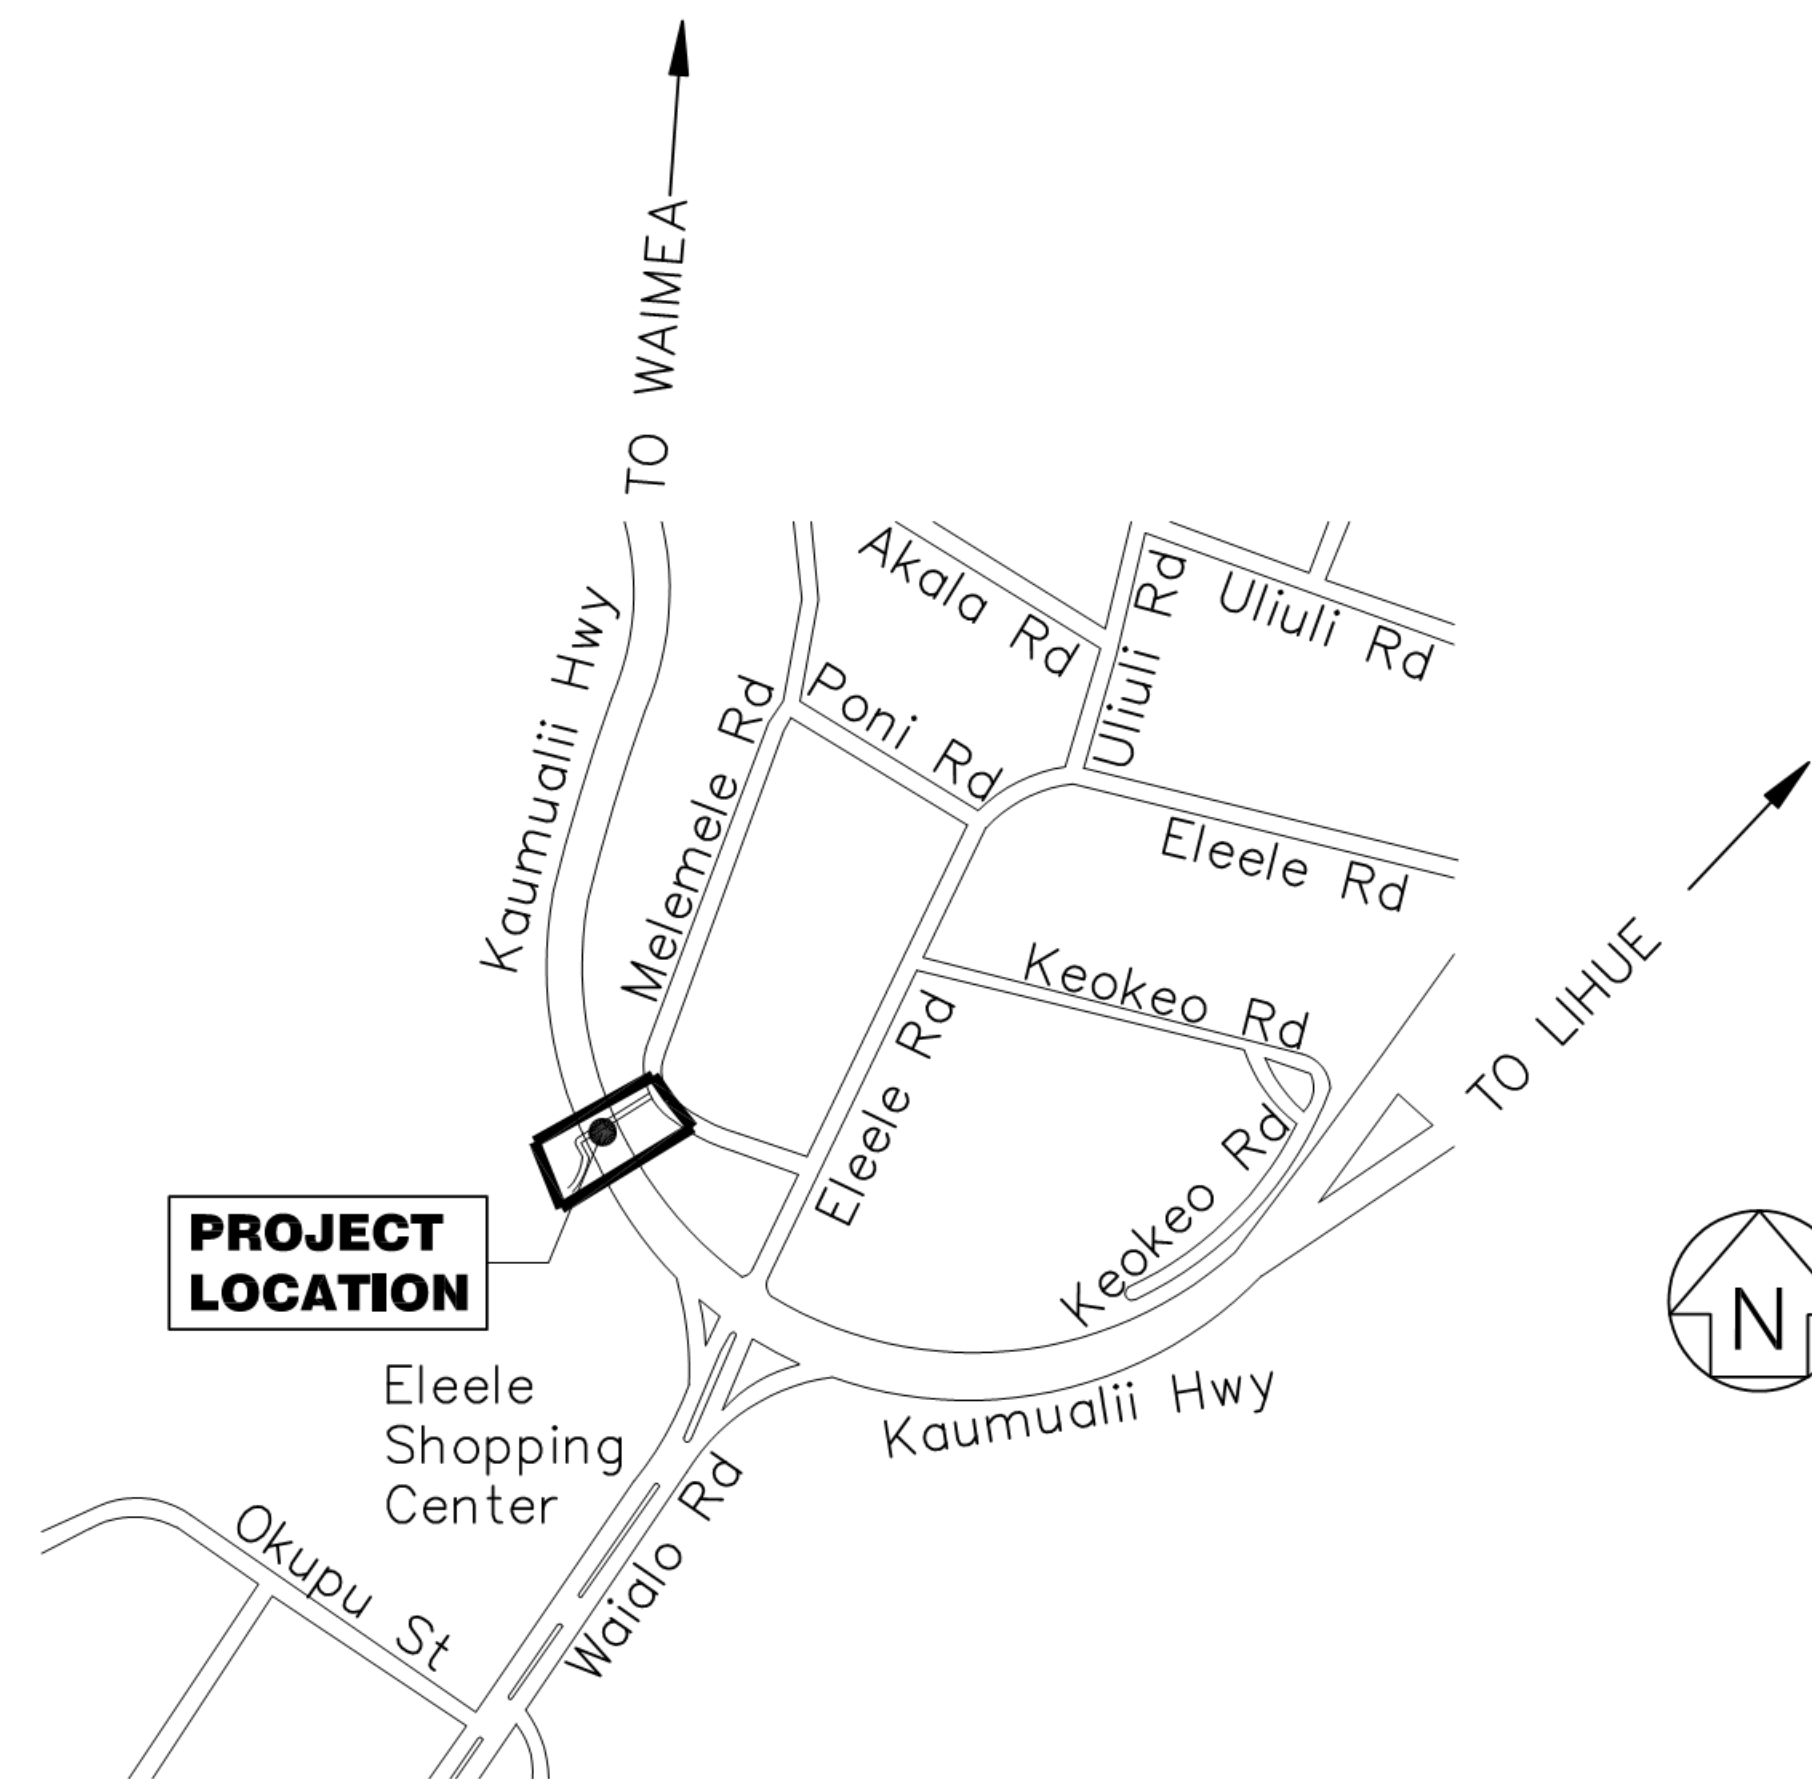 TO WAIMEA
Kaumualii Hwy
Melemele Rd
Akala Rd
Poni Rd
Uliuli Rd
Uliuli Rd
Eleele Rd
Keokeo Rd
Eleele Rd
Keokeo Rd
TO LIHUE
PROJECT
LOCATION
N
Eleele
Shopping
Center
Kaumualii Hwy
Waialo Rd
Okupu St